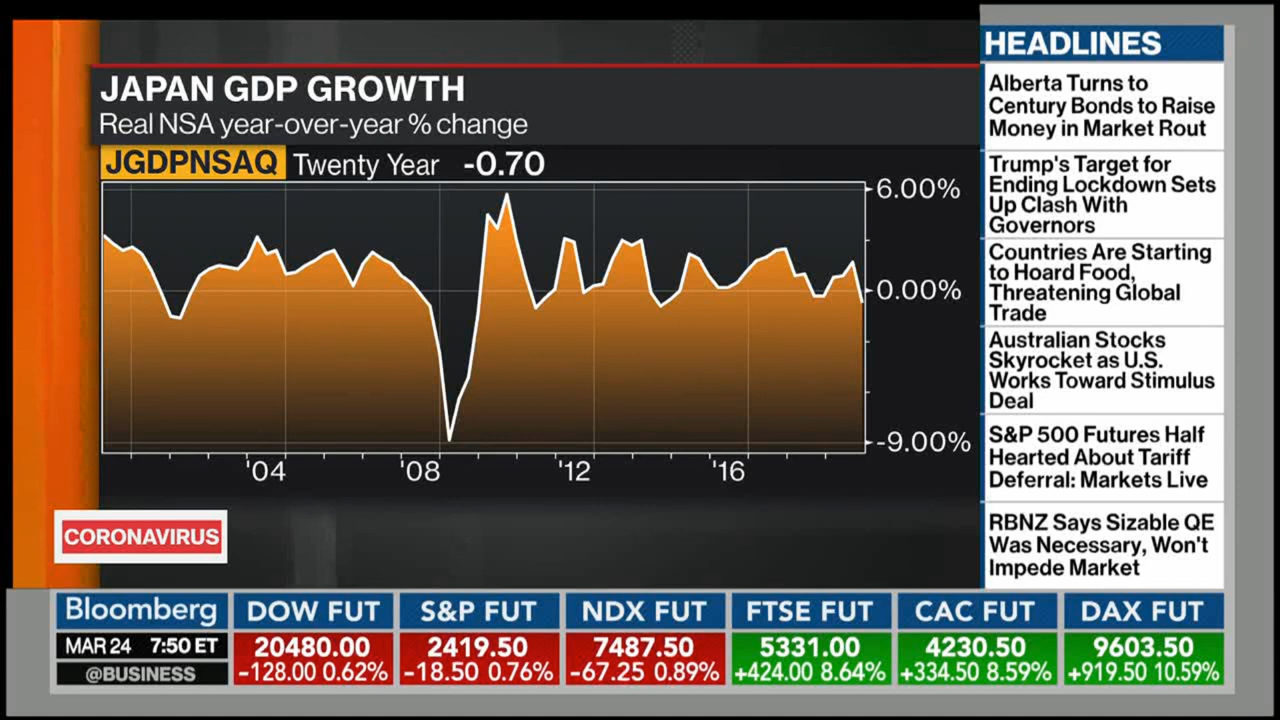 JAPAN GDP GROWTH
Real NSA year-over-year % change
JGDPNSAQ Twenty Year -0.70
6.00%
0.00%
-9.00%
'04 '08 '12 '16
CORONAVIRUS
HEADLINES
Alberta Turns to
Century Bonds to Raise
Money in Market Rout
Trump's Target for
Ending Lockdown Sets
Up Clash With
Governors
Countries Are Starting
to Hoard Food,
Threatening Global
Trade
Australian Stocks
Skyrocket as U.S.
Works Toward Stimulus
Deal
S&P 500 Futures Half
Hearted About Tariff
Deferral: Markets Live
RBNZ Says Sizable QE
Was Necessary, Won't
Impede Market
Bloomberg DOW FUT S&P FUT NDX FUT FTSE FUT CAC FUT DAX FUT
MAR 24 7:50 ET 20480.00 2419.50 7487.50 5331.00 4230.50 9603.50
@BUSINESS -128.00 0.62% -18.50 0.76% -67.25 0.89% +424.00 8.64% +334.50 8.59% +919.50 10.59%